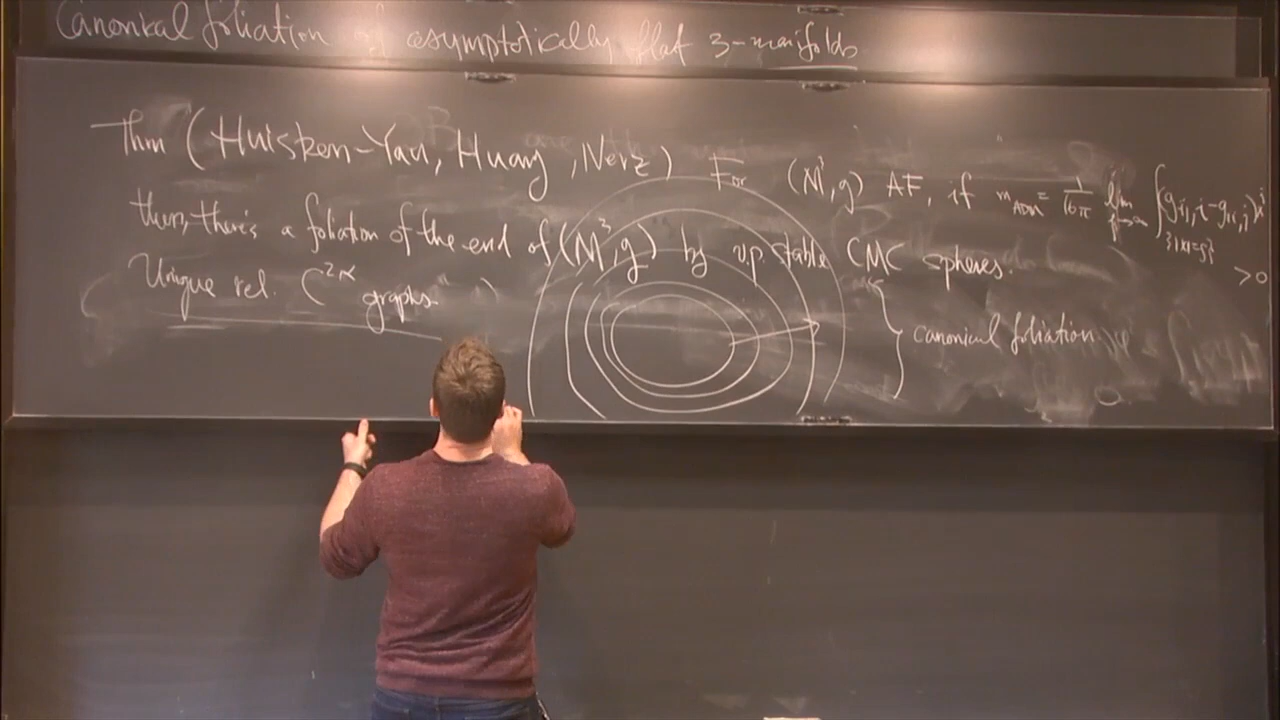 Canonical foliation of asymptotically flat 3-manifolds
Thm (Huisken-Yau, Huang, Nerz) For (M³, g) AF, if m_ADM = 1/16π lim ρ→∞ ∫{|x|=ρ} (g_ij,i - g_ii,j) > 0
then, there's a foliation of the end of (M³, g) by v.p. stable CMC spheres.
Unique rel. C^2,α graphs.
canonical foliation